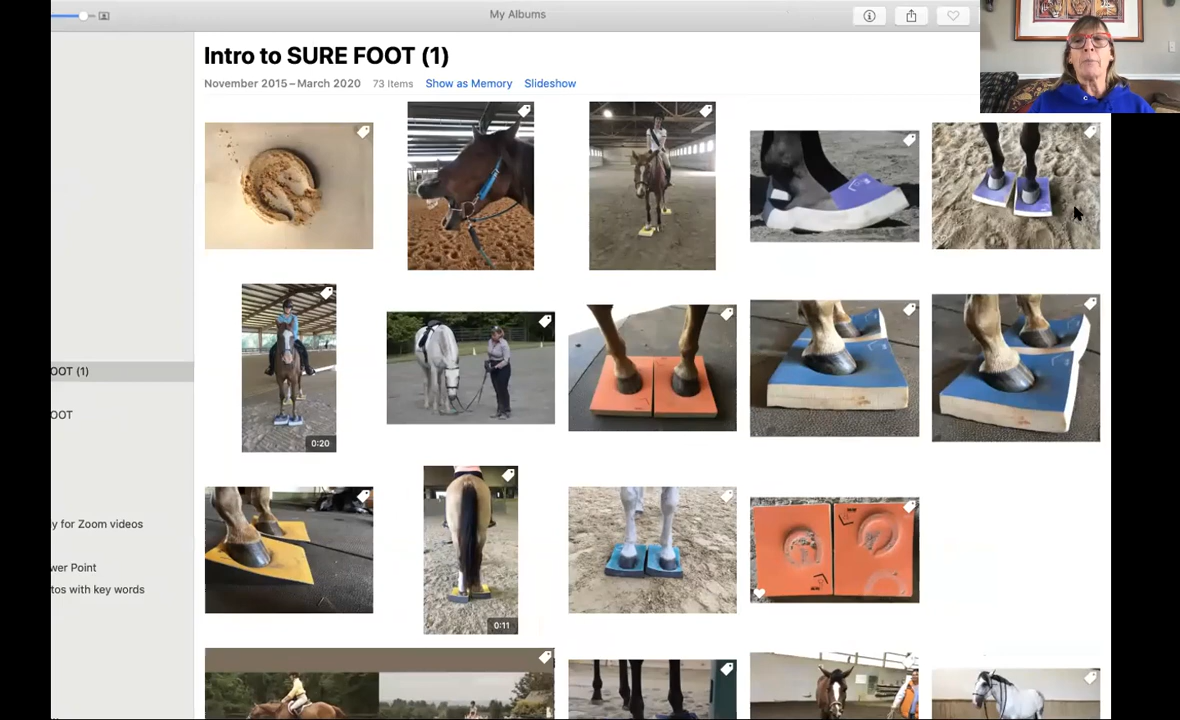 My Albums
Intro to SURE FOOT (1)
November 2015 – March 2020 73 Items Show as Memory Slideshow
OOT (1)
0:20
OOT
y for Zoom videos
wer Point
tos with key words
0:11